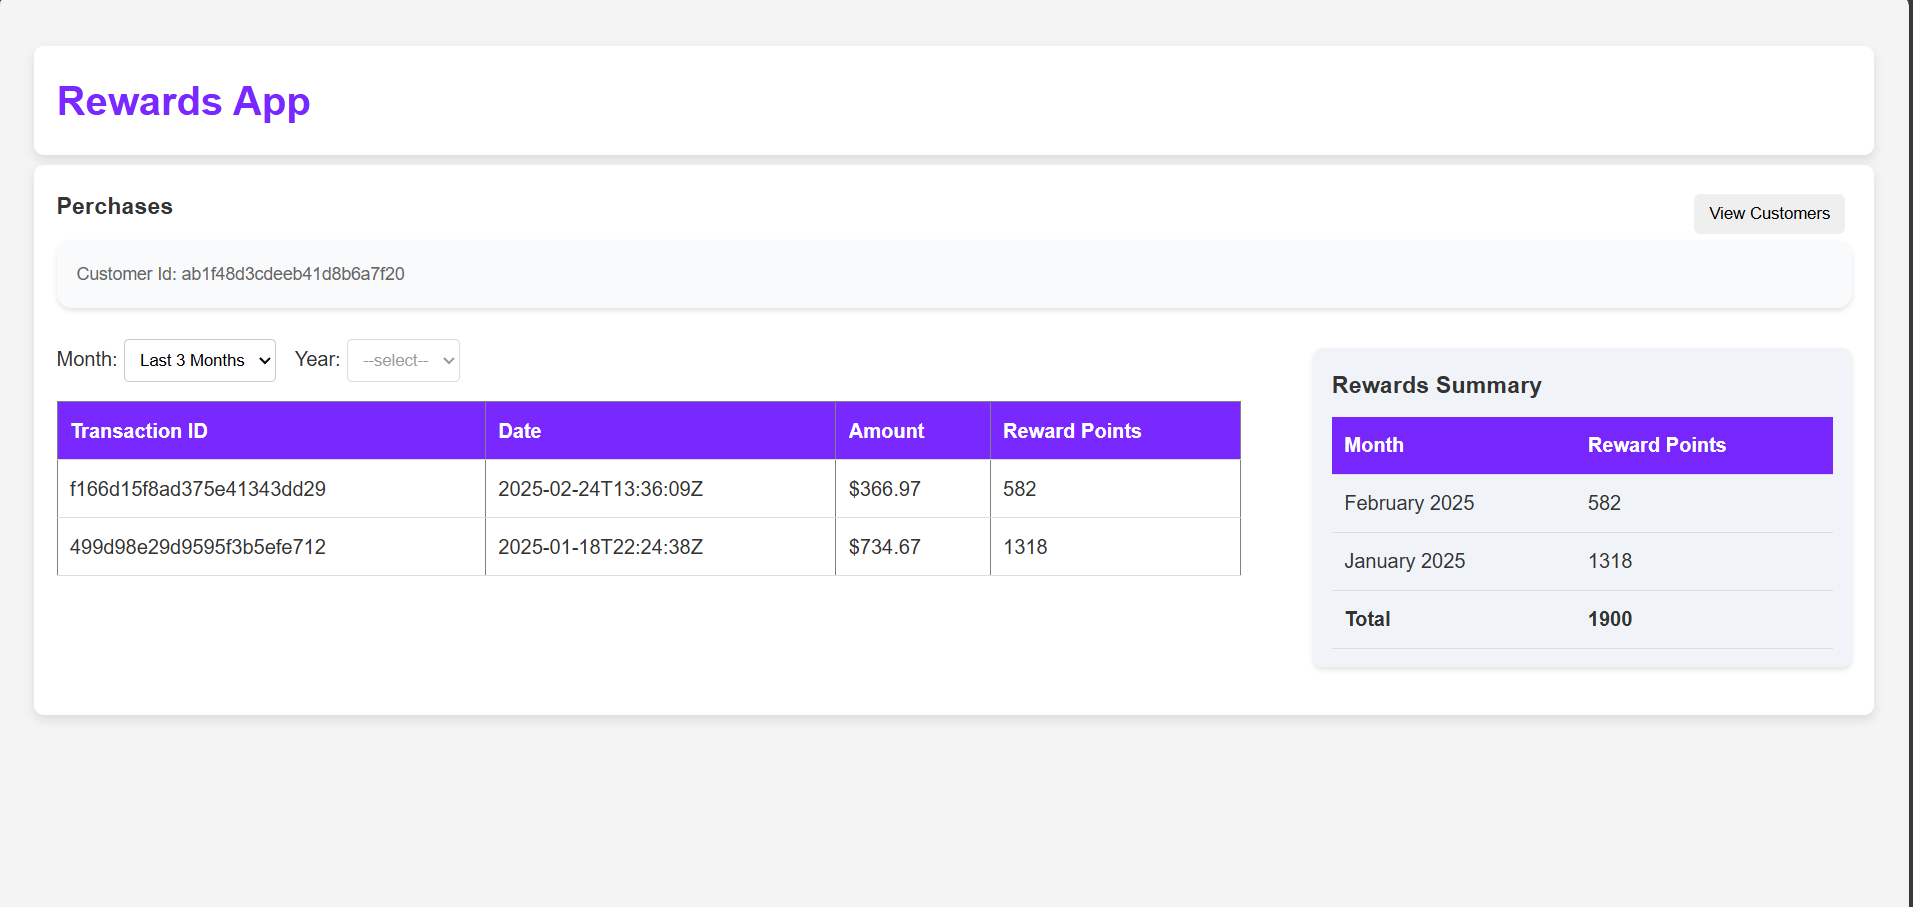 Rewards App
Perchases
View Customers
Customer Id: ab1f48d3cdeeb41d8b6a7f20
Month: Last 3 Months Year: --select--
Transaction ID Date Amount Reward Points
f166d15f8ad375e41343dd29 2025-02-24T13:36:09Z $366.97 582
499d98e29d9595f3b5efe712 2025-01-18T22:24:38Z $734.67 1318
Rewards Summary
Month Reward Points
February 2025 582
January 2025 1318
Total 1900